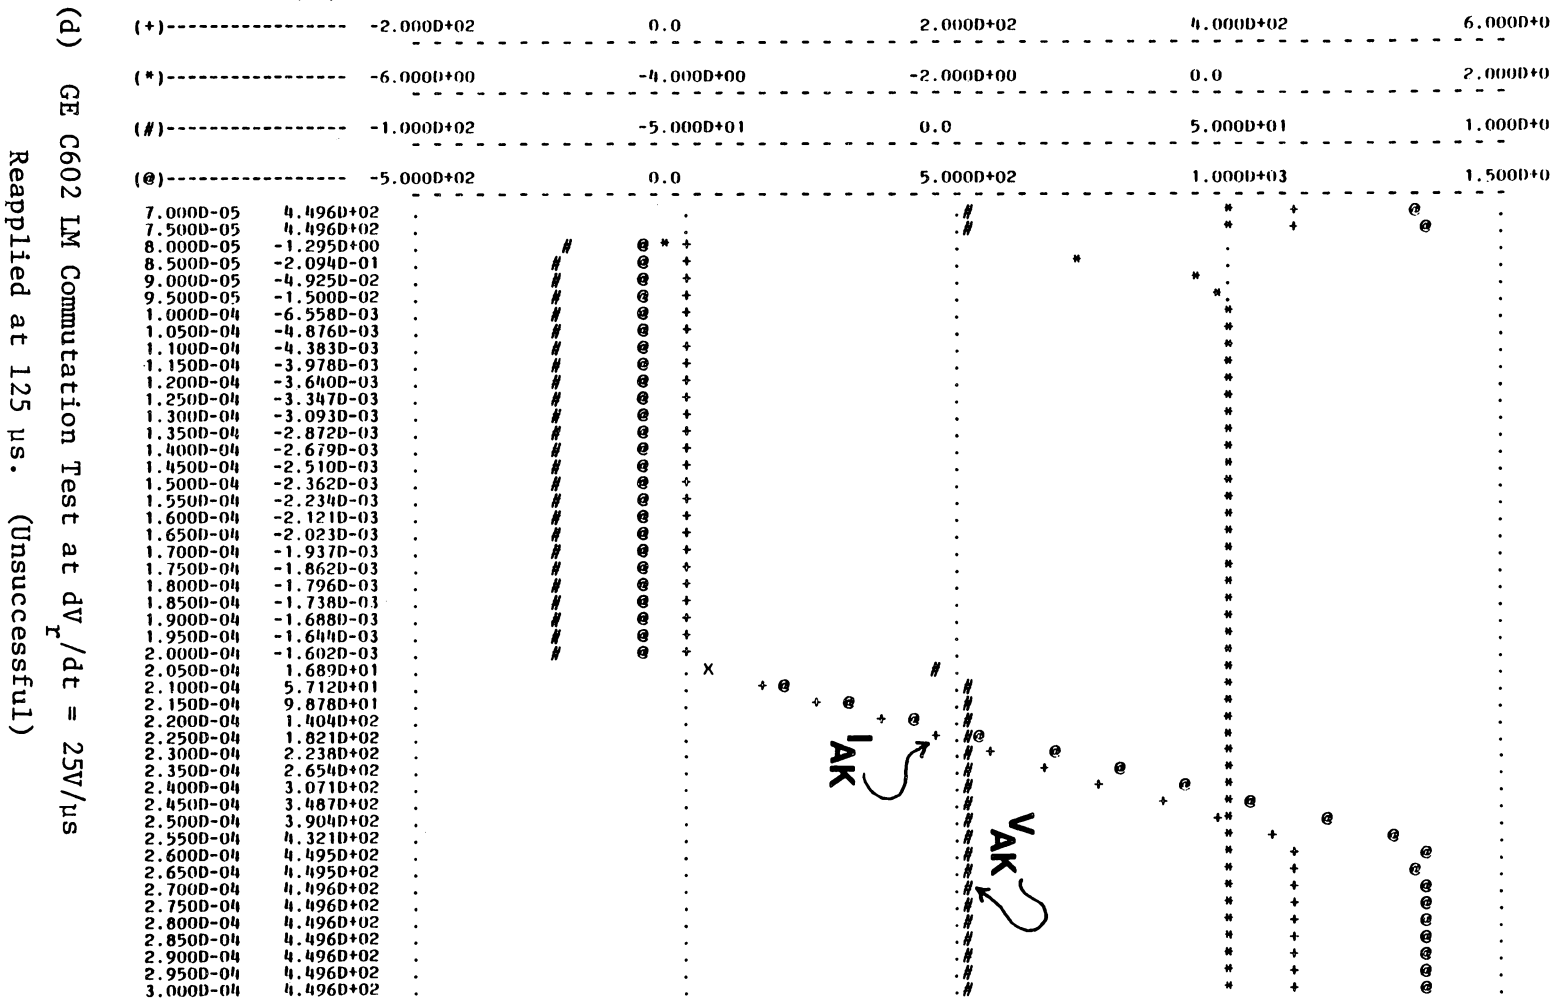 (d) GE C602 LM Commutation Test at dVr/dt = 25V/μs
Reapplied at 125 μs. (Unsuccessful)
(+)---------------- -2.000D+02 0.0 2.000D+02 4.000D+02 6.000D+0
(*)---------------- -6.000D+00 -4.000D+00 -2.000D+00 0.0 2.000D+0
(#)---------------- -1.000D+02 -5.000D+01 0.0 5.000D+01 1.000D+0
(@)---------------- -5.000D+02 0.0 5.000D+02 1.000D+03 1.500D+0
7.000D-05 4.496D+02
7.500D-05 4.496D+02
8.000D-05 -1.295D+00
8.500D-05 -2.094D-01
9.000D-05 -4.925D-02
9.500D-05 -1.500D-02
1.000D-04 -6.558D-03
1.050D-04 -4.876D-03
1.100D-04 -4.383D-03
1.150D-04 -3.978D-03
1.200D-04 -3.640D-03
1.250D-04 -3.347D-03
1.300D-04 -3.093D-03
1.350D-04 -2.872D-03
1.400D-04 -2.679D-03
1.450D-04 -2.510D-03
1.500D-04 -2.362D-03
1.550D-04 -2.234D-03
1.600D-04 -2.121D-03
1.650D-04 -2.023D-03
1.700D-04 -1.937D-03
1.750D-04 -1.862D-03
1.800D-04 -1.796D-03
1.850D-04 -1.738D-03
1.900D-04 -1.688D-03
1.950D-04 -1.644D-03
2.000D-04 -1.602D-03
2.050D-04 1.689D+01
2.100D-04 5.712D+01
2.150D-04 9.878D+01
2.200D-04 1.404D+02
2.250D-04 1.821D+02
2.300D-04 2.238D+02
2.350D-04 2.654D+02
2.400D-04 3.071D+02
2.450D-04 3.487D+02
2.500D-04 3.904D+02
2.550D-04 4.321D+02
2.600D-04 4.495D+02
2.650D-04 4.495D+02
2.700D-04 4.496D+02
2.750D-04 4.496D+02
2.800D-04 4.496D+02
2.850D-04 4.496D+02
2.900D-04 4.496D+02
2.950D-04 4.496D+02
3.000D-04 4.496D+02
IAK
VAK